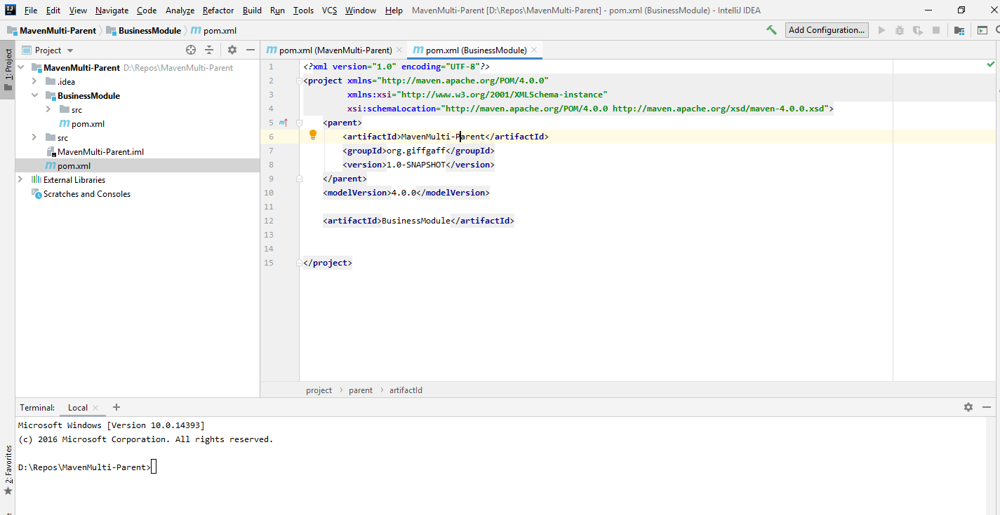 File Edit View Navigate Code Analyze Refactor Build Run Tools VCS Window Help MavenMulti-Parent [D:\Repos\MavenMulti-Parent] - pom.xml (BusinessModule) - IntelliJ IDEA
MavenMulti-Parent BusinessModule pom.xml Add Configuration...
1: Project
Project
MavenMulti-Parent D:\Repos\MavenMulti-Parent
.idea
BusinessModule
src
pom.xml
src
MavenMulti-Parent.iml
pom.xml
External Libraries
Scratches and Consoles
pom.xml (MavenMulti-Parent) pom.xml (BusinessModule)
1 <?xml version="1.0" encoding="UTF-8"?>
2 <project xmlns="http://maven.apache.org/POM/4.0.0"
3 xmlns:xsi="http://www.w3.org/2001/XMLSchema-instance"
4 xsi:schemaLocation="http://maven.apache.org/POM/4.0.0 http://maven.apache.org/xsd/maven-4.0.0.xsd">
5 <parent>
6 <artifactId>MavenMulti-Parent</artifactId>
7 <groupId>org.giffgaff</groupId>
8 <version>1.0-SNAPSHOT</version>
9 </parent>
10 <modelVersion>4.0.0</modelVersion>
11
12 <artifactId>BusinessModule</artifactId>
13
14
15 </project>
project parent artifactId
Terminal: Local
Microsoft Windows [Version 10.0.14393]
(c) 2016 Microsoft Corporation. All rights reserved.
D:\Repos\MavenMulti-Parent>
2: Favorites